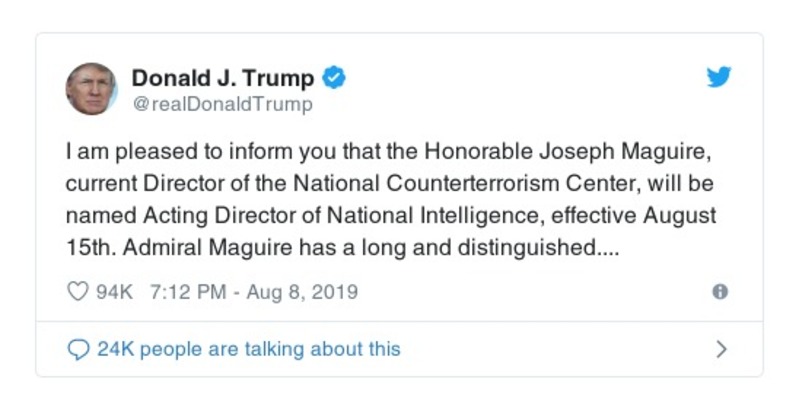 Donald J. Trump
@realDonaldTrump
I am pleased to inform you that the Honorable Joseph Maguire,
current Director of the National Counterterrorism Center, will be
named Acting Director of National Intelligence, effective August
15th. Admiral Maguire has a long and distinguished....
94K 7:12 PM - Aug 8, 2019
24K people are talking about this